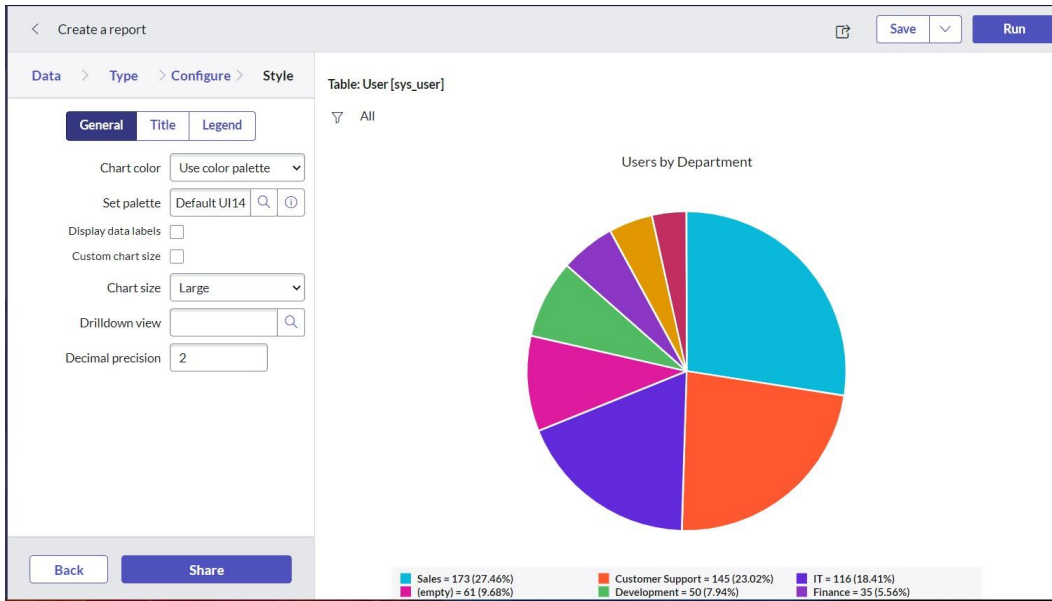 Create a report
Save
Run
Data
Type
Configure
Style
General
Title
Legend
Chart color
Use color palette
Set palette
Default UI14
Display data labels
Custom chart size
Chart size
Large
Drilldown view
Decimal precision
2
Back
Share
Table: User [sys_user]
All
Users by Department
Sales = 173 (27.46%)
Customer Support = 145 (23.02%)
IT = 116 (18.41%)
(empty) = 61 (9.68%)
Development = 50 (7.94%)
Finance = 35 (5.56%)